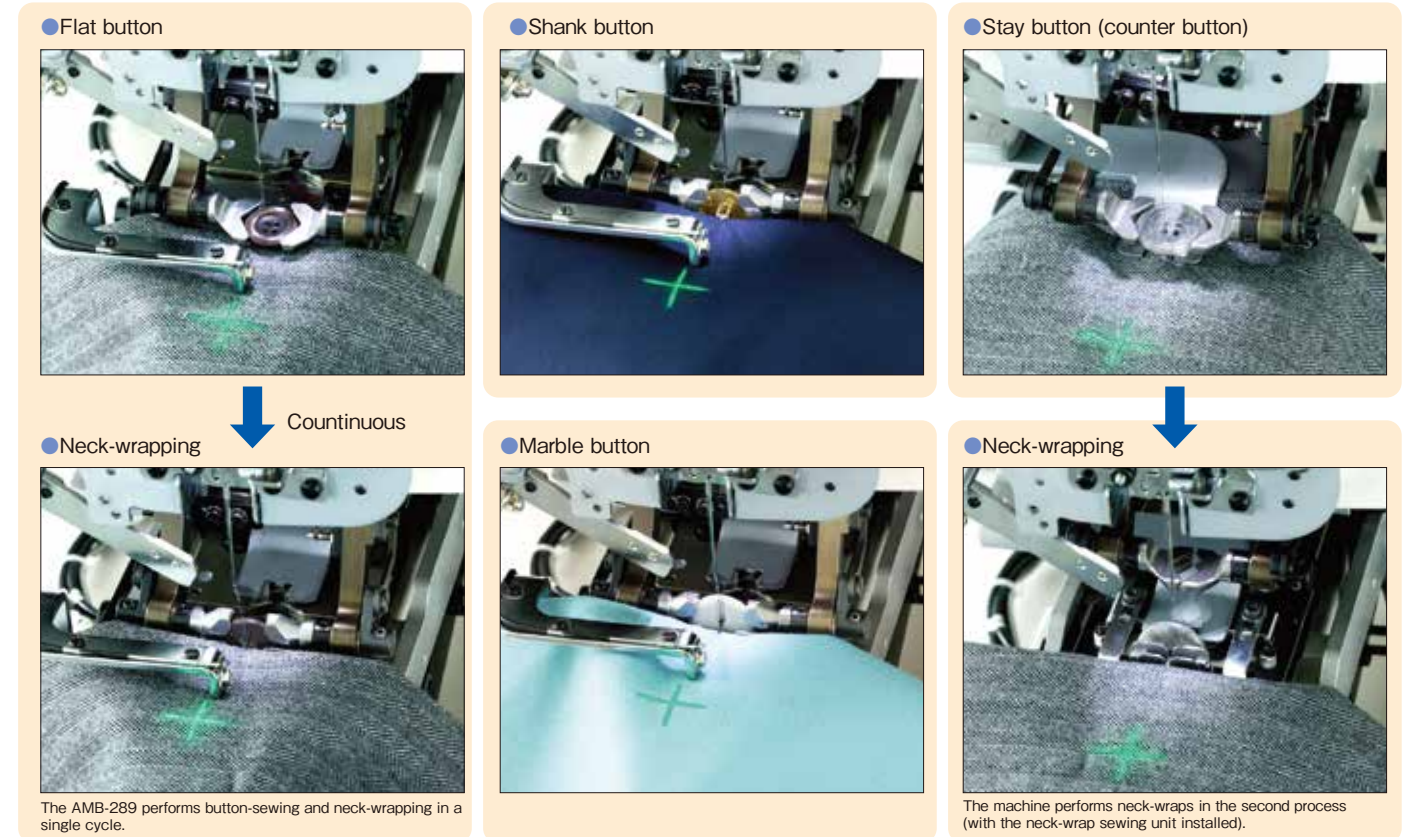 ●Flat button
Countinuous
●Neck-wrapping
The AMB-289 performs button-sewing and neck-wrapping in a
single cycle.
●Shank button
●Marble button
●Stay button (counter button)
●Neck-wrapping
The machine performs neck-wraps in the second process
(with the neck-wrap sewing unit installed).